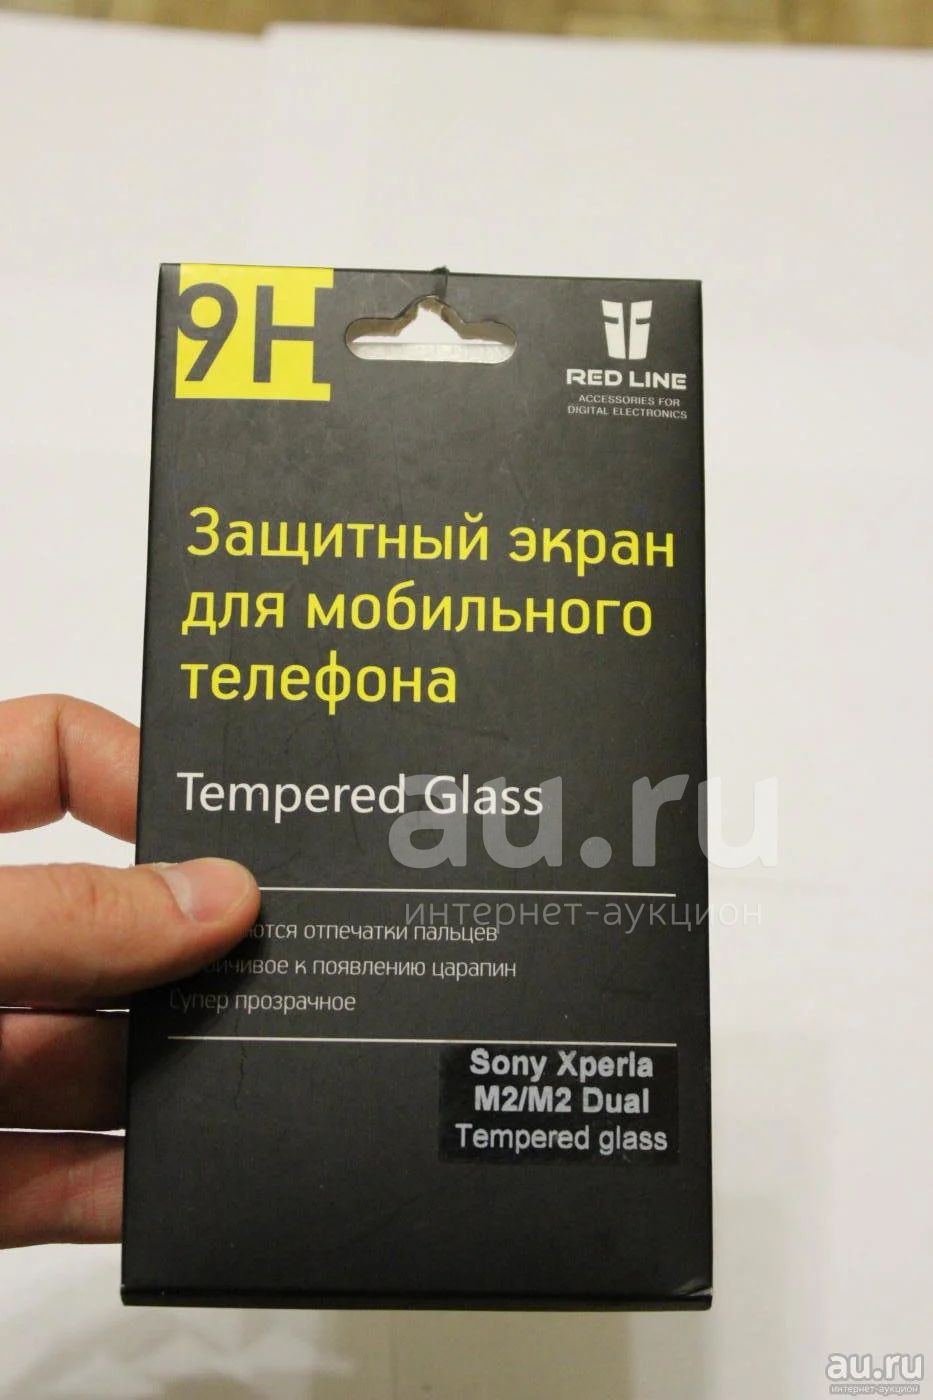 9H
RED LINE
ACCESSORIES FOR
DIGITAL ELECTRONICS
Защитный экран
для мобильного
телефона
Tempered Glass
au.ru
интернет-аукцион
отпечатки пальцев
к появлению царапин
Супер прозрачное
Sony Xperia
M2/M2 Dual
Tempered glass
au.ru
интернет-аукцион